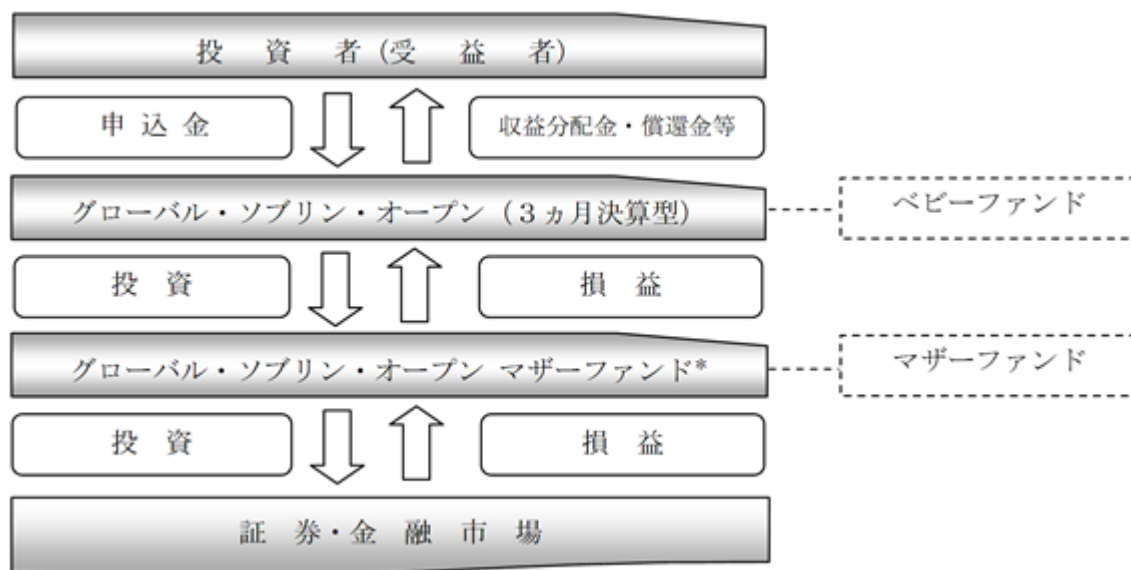 投資者(受益者)
申込金
収益分配金・償還金等
グローバル・ソブリン・オープン(3ヵ月決算型)
ベビーファンド
投資
損益
グローバル・ソブリン・オープン マザーファンド*
マザーファンド
投資
損益
証券・金融市場